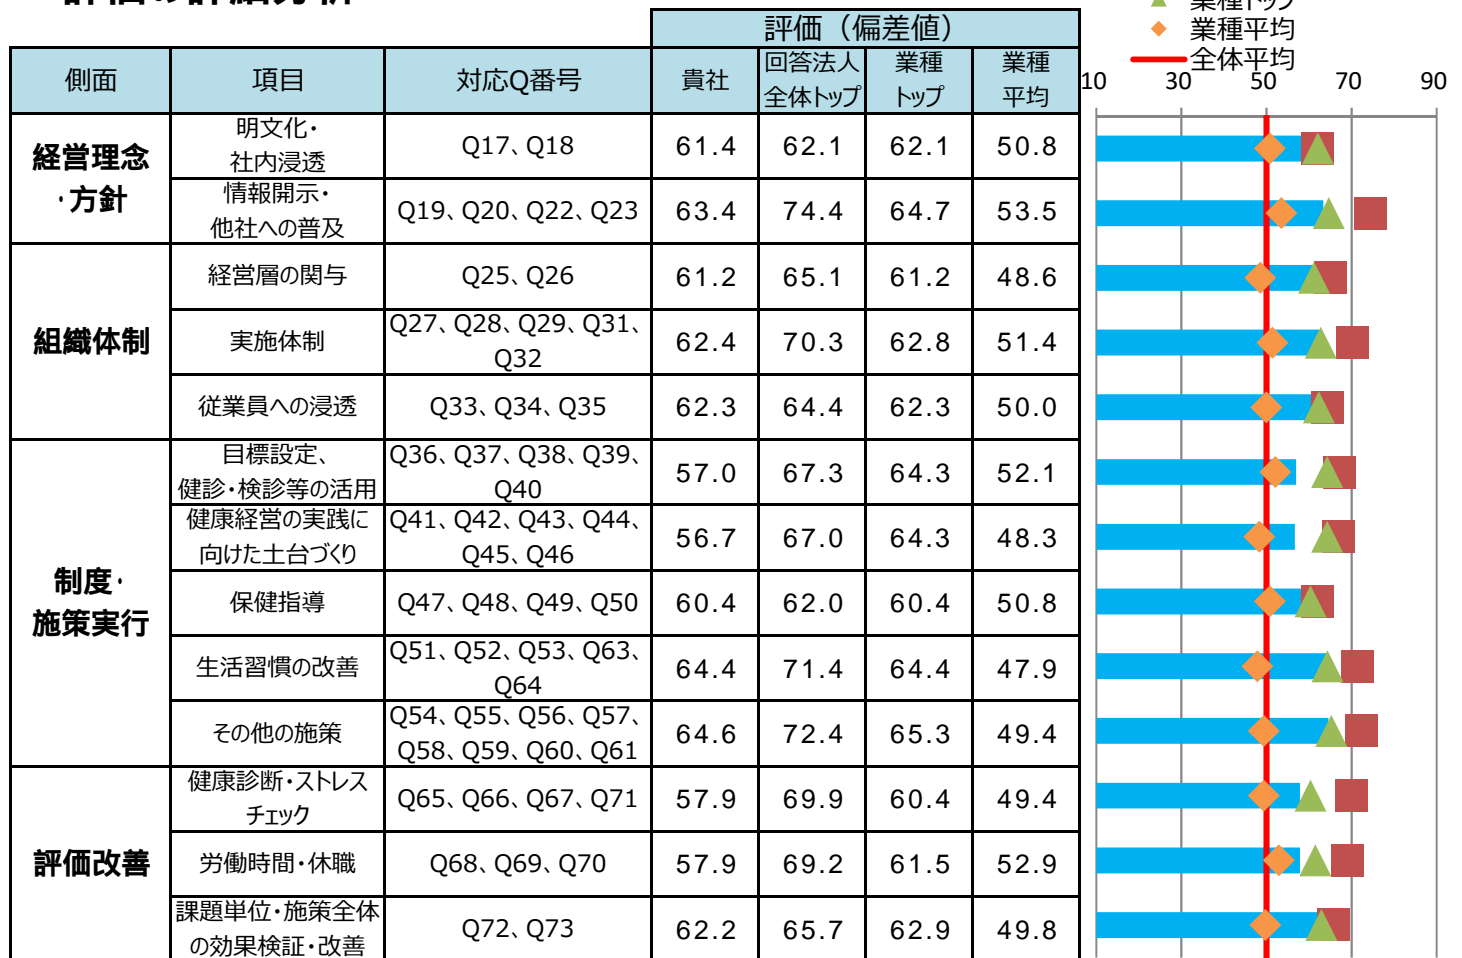 評価の詳細分析
業種トップ
業種平均
全体平均
評価（偏差値）
側面 項目 対応Q番号 貴社 回答法人全体トップ 業種トップ 業種平均
10 30 50 70 90
経営理念・方針
明文化・社内浸透 Q17、Q18 61.4 62.1 62.1 50.8
情報開示・他社への普及 Q19、Q20、Q22、Q23 63.4 74.4 64.7 53.5
組織体制
経営層の関与 Q25、Q26 61.2 65.1 61.2 48.6
実施体制 Q27、Q28、Q29、Q31、Q32 62.4 70.3 62.8 51.4
従業員への浸透 Q33、Q34、Q35 62.3 64.4 62.3 50.0
制度・施策実行
目標設定、健診・検診等の活用 Q36、Q37、Q38、Q39、Q40 57.0 67.3 64.3 52.1
健康経営の実践に向けた土台づくり Q41、Q42、Q43、Q44、Q45、Q46 56.7 67.0 64.3 48.3
保健指導 Q47、Q48、Q49、Q50 60.4 62.0 60.4 50.8
生活習慣の改善 Q51、Q52、Q53、Q63、Q64 64.4 71.4 64.4 47.9
その他の施策 Q54、Q55、Q56、Q57、Q58、Q59、Q60、Q61 64.6 72.4 65.3 49.4
評価改善
健康診断・ストレスチェック Q65、Q66、Q67、Q71 57.9 69.9 60.4 49.4
労働時間・休職 Q68、Q69、Q70 57.9 69.2 61.5 52.9
課題単位・施策全体の効果検証・改善 Q72、Q73 62.2 65.7 62.9 49.8